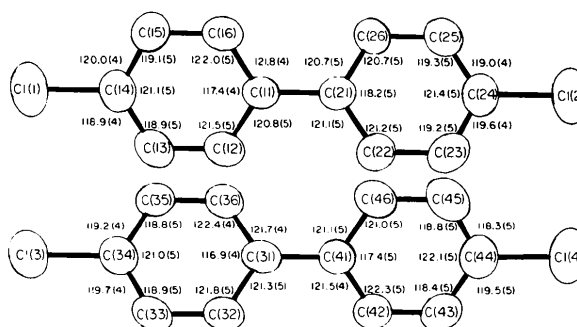 C(15) C(16) C(26) C(25)
120.0(4) 119.1(5) 122.0(5) 121.8(4) 120.7(5) 120.7(5) 119.3(5) 119.0(4)
Cl(1) C(14) 121.1(5) 117.4(4) C(11) C(21) 118.2(5) 121.4(5) C(24)
118.9(4) 118.9(5) 121.5(5) 120.8(5) 121.1(5) 121.2(5) 119.2(5) 119.6(4)
C(13) C(12) C(22) C(23)
C(35) C(36) C(46) C(45)
119.2(4) 118.8(5) 122.4(4) 121.7(4) 121.1(5) 121.0(5) 118.8(5) 118.3(5)
C'(3) C(34) 121.0(5) 116.9(4) C(31) C(41) 117.4(5) 122.1(5) C(44)
119.7(4) 118.9(5) 121.8(5) 121.3(5) 121.5(4) 122.3(5) 118.4(5) 119.5(5)
C(33) C(32) C(42) C(43)